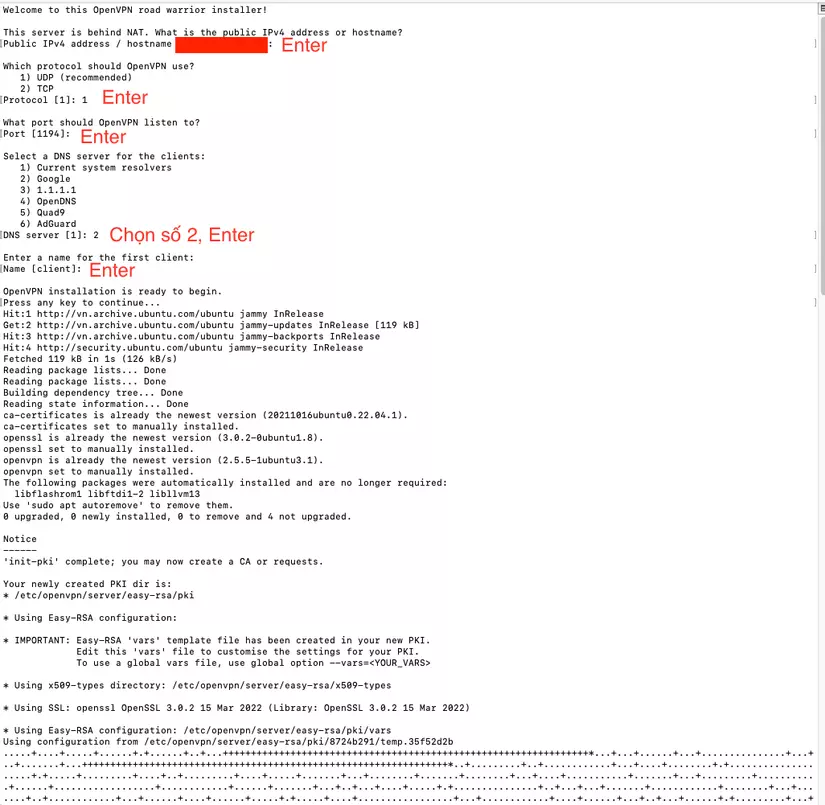 Welcome to this OpenVPN road warrior installer!
This server is behind NAT. What is the public IPv4 address or hostname?
Public IPv4 address / hostname : Enter
Which protocol should OpenVPN use?
1) UDP (recommended)
2) TCP
Protocol [1]: 1 Enter
What port should OpenVPN listen to?
Port [1194]: Enter
Select a DNS server for the clients:
1) Current system resolvers
2) Google
3) 1.1.1.1
4) OpenDNS
5) Quad9
6) AdGuard
DNS server [1]: 2 Chọn số 2, Enter
Enter a name for the first client:
Name [client]: Enter
OpenVPN installation is ready to begin.
Press any key to continue...
Hit:1 http://vn.archive.ubuntu.com/ubuntu jammy InRelease
Get:2 http://vn.archive.ubuntu.com/ubuntu jammy-updates InRelease [119 kB]
Hit:3 http://vn.archive.ubuntu.com/ubuntu jammy-backports InRelease
Hit:4 http://security.ubuntu.com/ubuntu jammy-security InRelease
Fetched 119 kB in 1s (126 kB/s)
Reading package lists... Done
Reading package lists... Done
Building dependency tree... Done
Reading state information... Done
ca-certificates is already the newest version (20211016ubuntu0.22.04.1).
ca-certificates set to manually installed.
openssl is already the newest version (3.0.2-0ubuntu1.8).
openssl set to manually installed.
openvpn is already the newest version (2.5.5-1ubuntu3.1).
openvpn set to manually installed.
The following packages were automatically installed and are no longer required:
libflashrom1 libftdi1-2 libllvm13
Use 'sudo apt autoremove' to remove them.
0 upgraded, 0 newly installed, 0 to remove and 4 not upgraded.
Notice
------
'init-pki' complete; you may now create a CA or requests.
Your newly created PKI dir is:
* /etc/openvpn/server/easy-rsa/pki
* Using Easy-RSA configuration:
* IMPORTANT: Easy-RSA 'vars' template file has been created in your new PKI.
Edit this 'vars' file to customise the settings for your PKI.
To use a global vars file, use global option --vars=<YOUR_VARS>
* Using x509-types directory: /etc/openvpn/server/easy-rsa/x509-types
* Using SSL: openssl OpenSSL 3.0.2 15 Mar 2022 (Library: OpenSSL 3.0.2 15 Mar 2022)
* Using Easy-RSA configuration: /etc/openvpn/server/easy-rsa/pki/vars
Using configuration from /etc/openvpn/server/easy-rsa/pki/8724b291/temp.35f52d2b